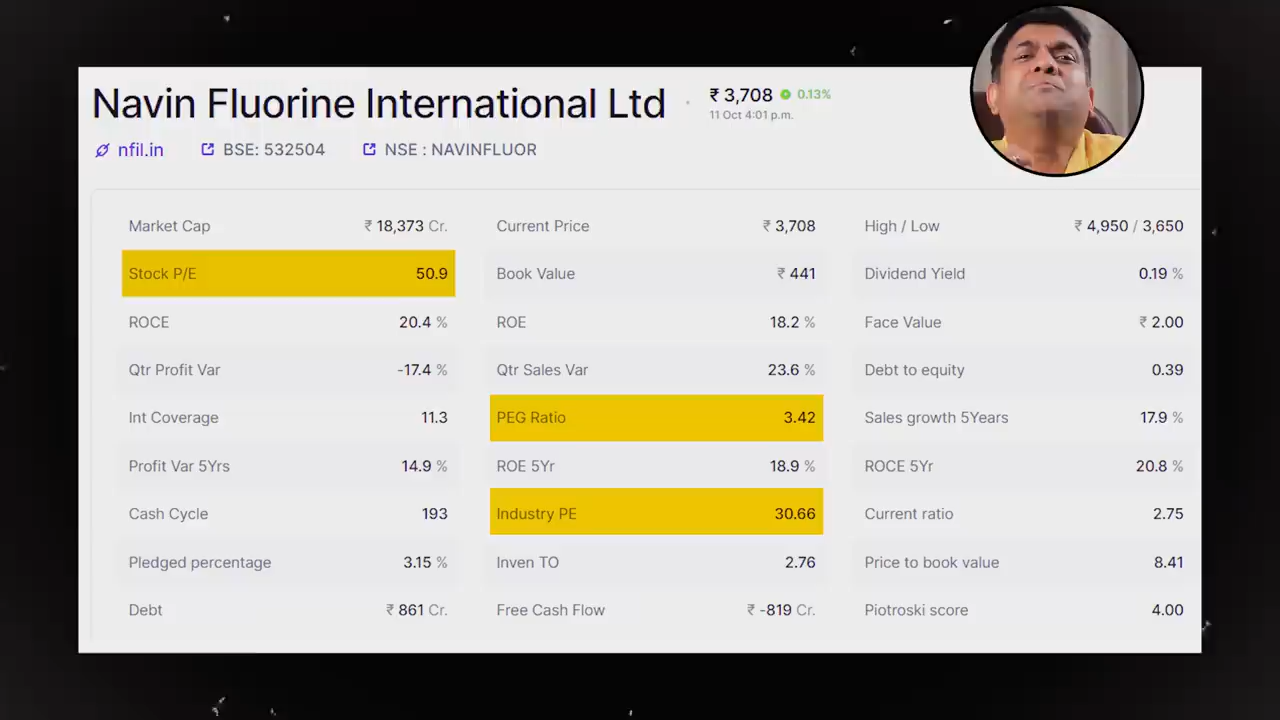 Navin Fluorine International Ltd
₹ 3,708 0.13%
11 Oct 4:01 p.m.
nfil.in BSE: 532504 NSE : NAVINFLUOR
Market Cap ₹ 18,373 Cr. Current Price ₹ 3,708 High / Low ₹ 4,950 / 3,650
Stock P/E 50.9 Book Value ₹ 441 Dividend Yield 0.19 %
ROCE 20.4 % ROE 18.2 % Face Value ₹ 2.00
Qtr Profit Var -17.4 % Qtr Sales Var 23.6 % Debt to equity 0.39
Int Coverage 11.3 PEG Ratio 3.42 Sales growth 5Years 17.9 %
Profit Var 5Yrs 14.9 % ROE 5Yr 18.9 % ROCE 5Yr 20.8 %
Cash Cycle 193 Industry PE 30.66 Current ratio 2.75
Pledged percentage 3.15 % Inven TO 2.76 Price to book value 8.41
Debt ₹ 861 Cr. Free Cash Flow ₹ -819 Cr. Piotroski score 4.00